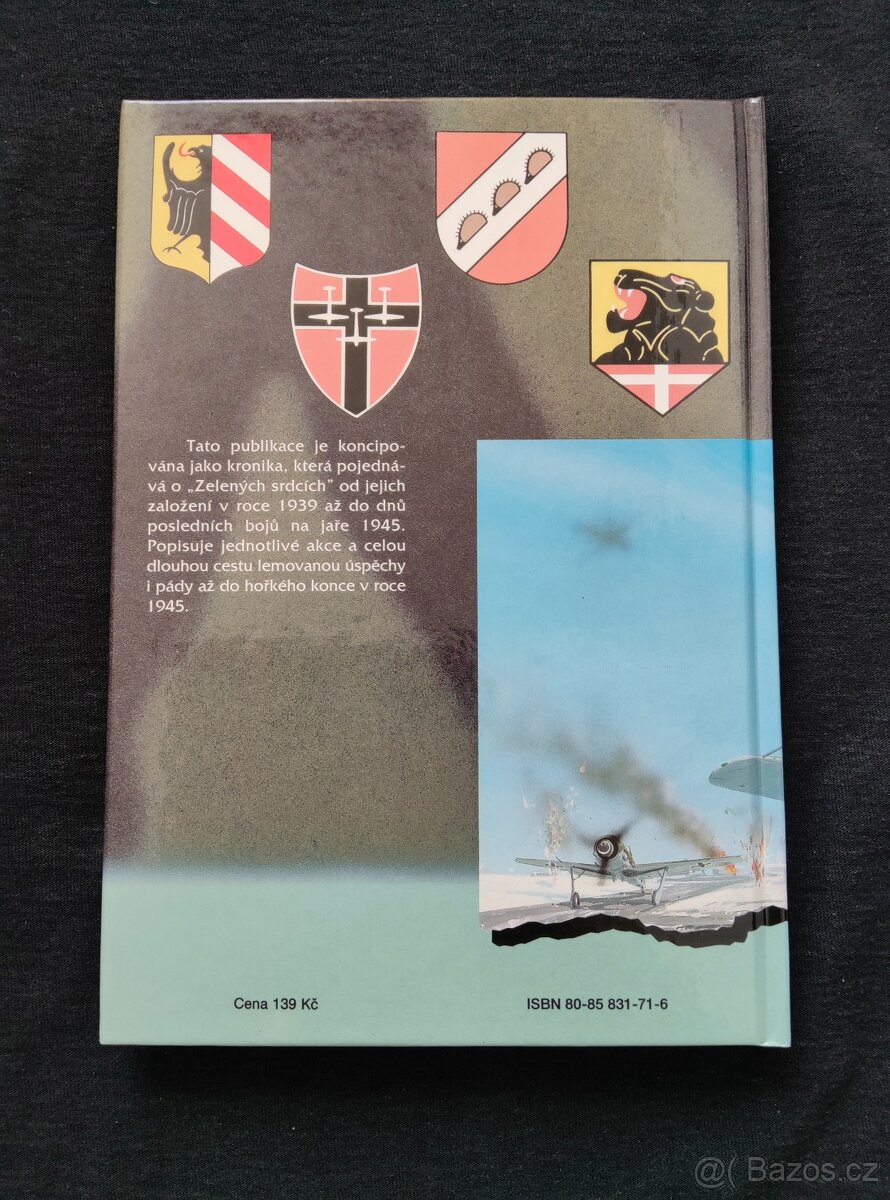 Tato publikace je koncipo-
vána jako kronika, která pojedná-
vá o „Zelených srdcích" od jejich
založení v roce 1939 až do dnů
posledních bojů na jaře 1945.
Popisuje jednotlivé akce a celou
dlouhou cestu lemovanou úspěchy
i pády až do hořkého konce v roce
1945.
Cena 139 Kč
ISBN 80-85 831-71-6
@( Bazos.cz